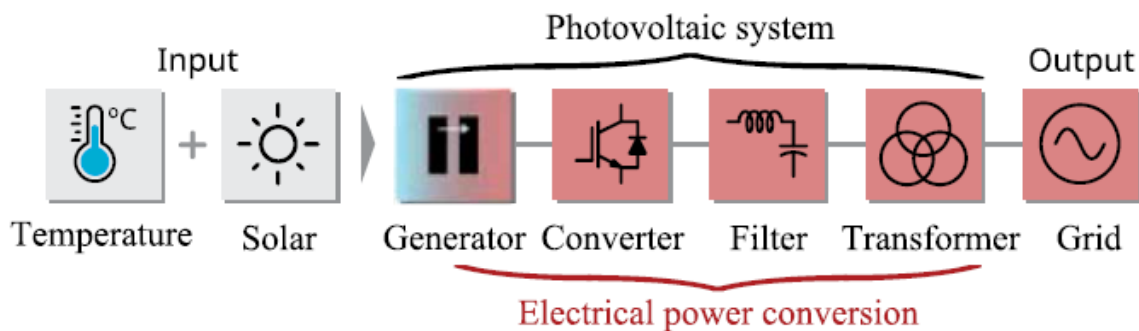 Photovoltaic system
Input
Output
°C
+
Temperature
Solar
Generator
Converter
Filter
Transformer
Grid
Electrical power conversion